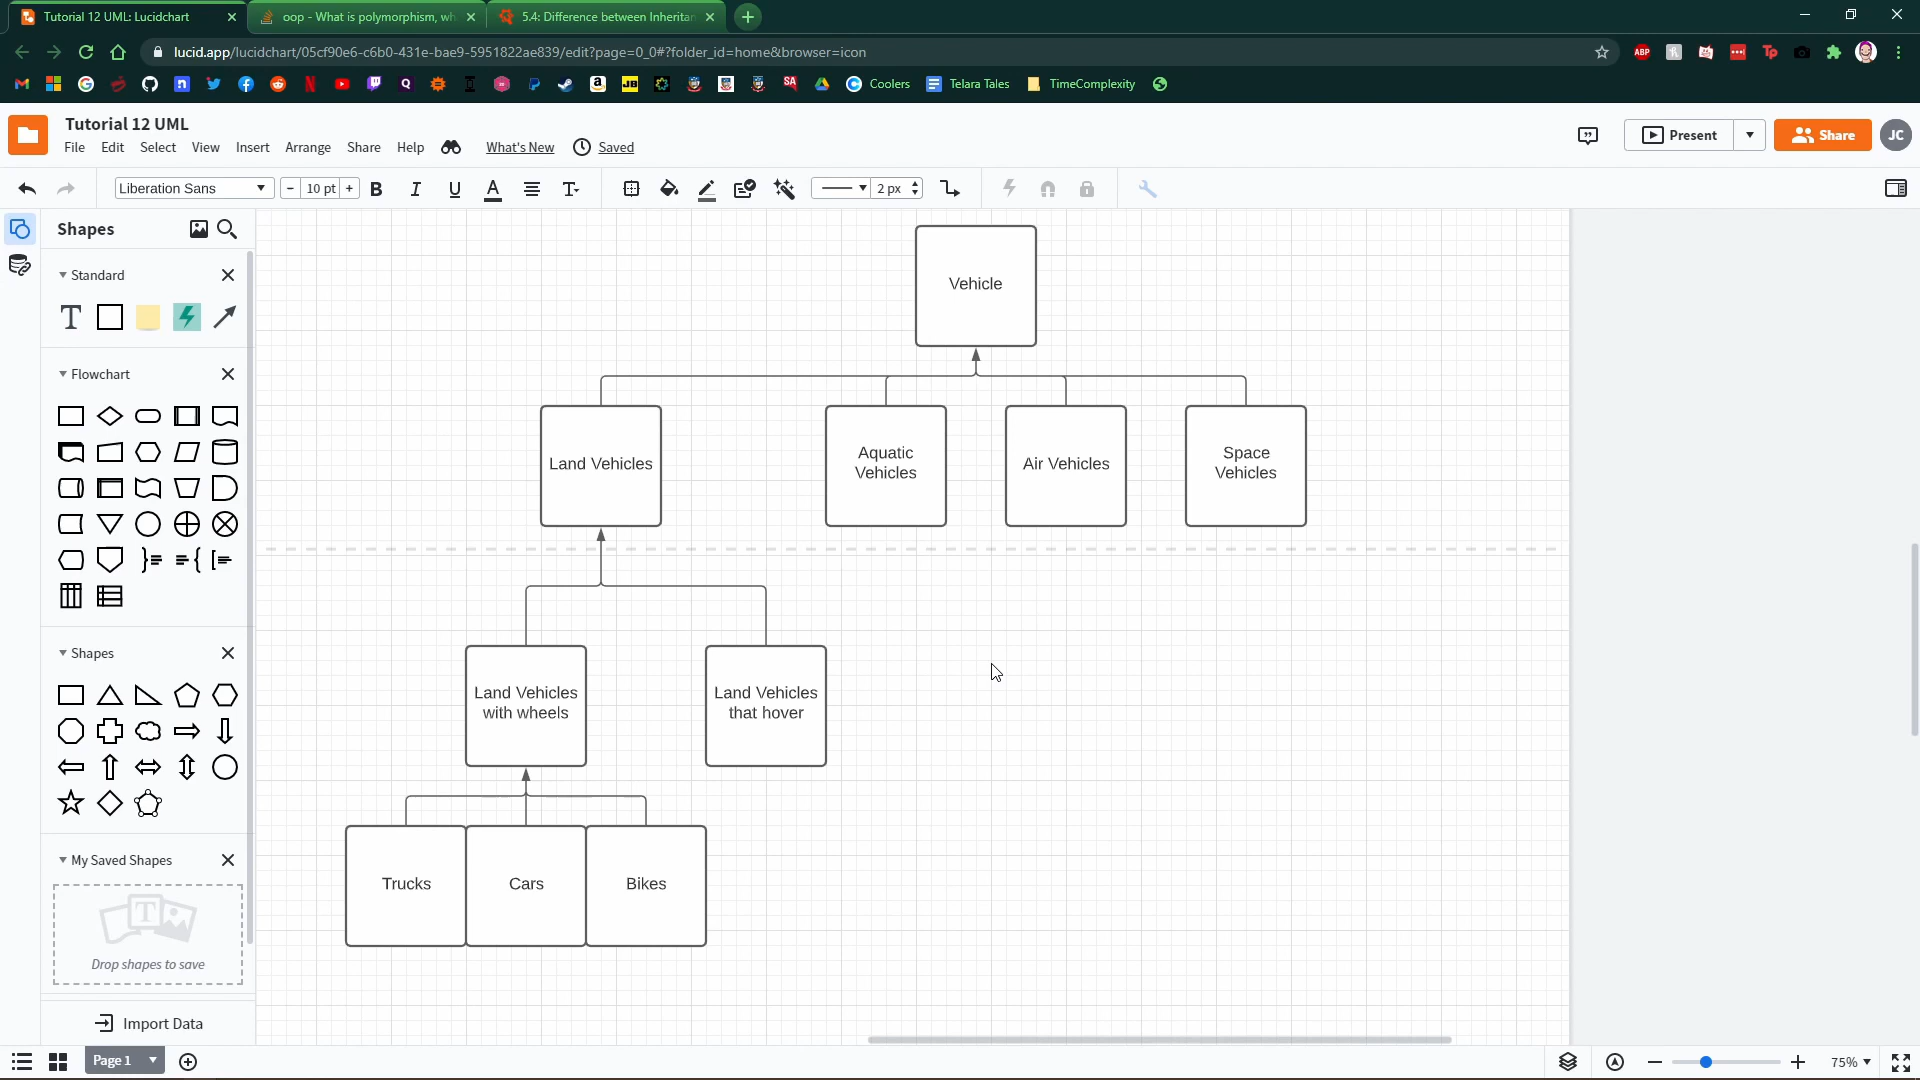 Tutorial 12 UML: Lucidchart
oop - What is polymorphism, wh
5.4: Difference between Inheritan
lucid.app/lucidchart/05cf90e6-c6b0-431e-bae9-5951822ae839/edit?page=0_0#?folder_id=home&browser=icon
Coolers
Telara Tales
TimeComplexity
Tutorial 12 UML
File Edit Select View Insert Arrange Share Help What's New Saved
Present
Share
JC
Liberation Sans
10 pt
2 px
Shapes
Standard
Flowchart
Shapes
My Saved Shapes
Drop shapes to save
Import Data
Vehicle
Land Vehicles
Aquatic
Vehicles
Air Vehicles
Space
Vehicles
Land Vehicles
with wheels
Land Vehicles
that hover
Trucks
Cars
Bikes
Page 1
75%